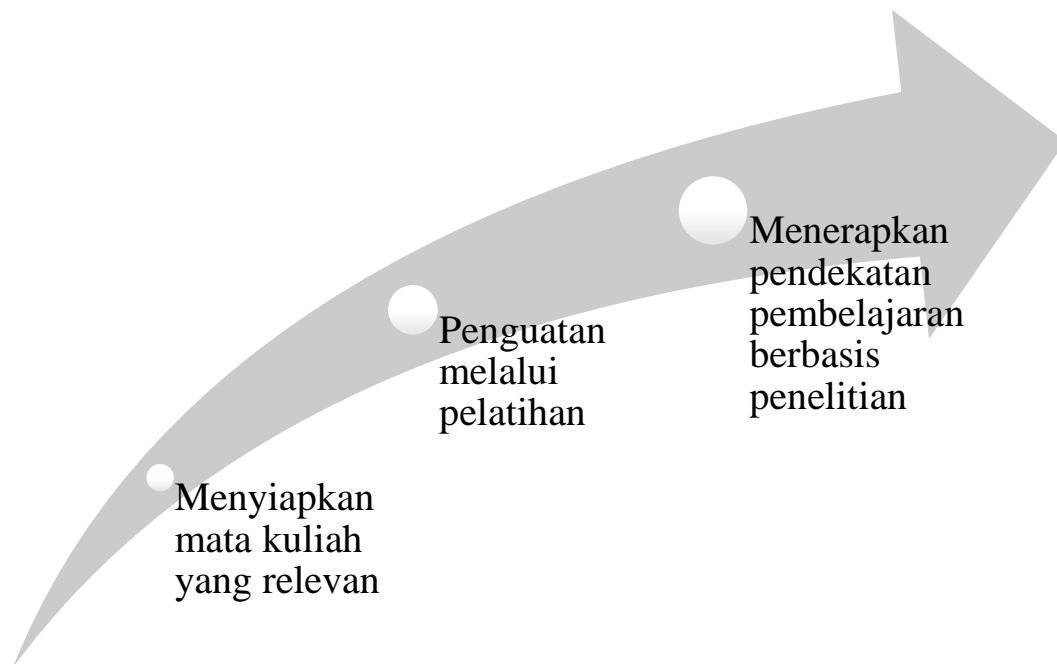 Menyiapkan
mata kuliah
yang relevan
Penguatan
melalui
pelatihan
Menerapkan
pendekatan
pembelajaran
berbasis
penelitian